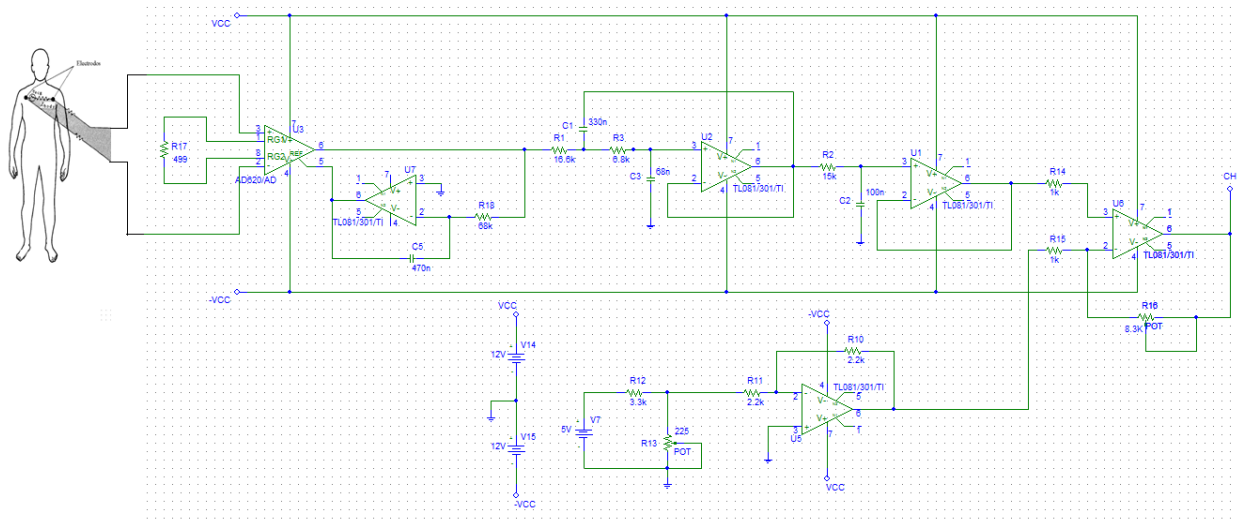 VCC
Electrodes
R17
499
3
1
8
2
+
RG1
RG2
-
V+
7
U3
REF
6
5
4
AD620/AD
1
7
U7
V+
V-
+
-
3
2
6
5
4
TL081/301/TI
R18
68k
C5
470n
C1
330n
R1
16.6k
R3
6.8k
C3
68n
U2
3
2
+
-
V+
V-
7
1
6
5
4
TL081/301/TI
R2
15k
C2
100n
U1
3
2
+
-
V+
V-
7
1
6
5
4
TL081/301/TI
R14
1k
R15
1k
U6
3
2
+
-
V+
V-
7
1
6
5
4
TL081/301/TI
CH
R16
8.3K
POT
-VCC
VCC
V14
12V
V15
12V
-VCC
V7
5V
R12
3.3k
225
R13
POT
R11
2.2k
-VCC
R10
2.2k
TL081/301/TI
2
3
-
+
V-
V+
4
5
6
1
7
U5
VCC